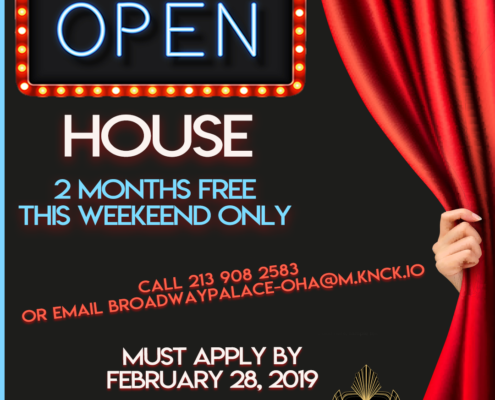 OPEN
HOUSE
2 MONTHS FREE
THIS WEEKEEND ONLY
CALL 213 908 2583
OR EMAIL BROADWAYPALACE-OHA@M.KNCK.IO
MUST APPLY BY
FEBRUARY 28, 2019